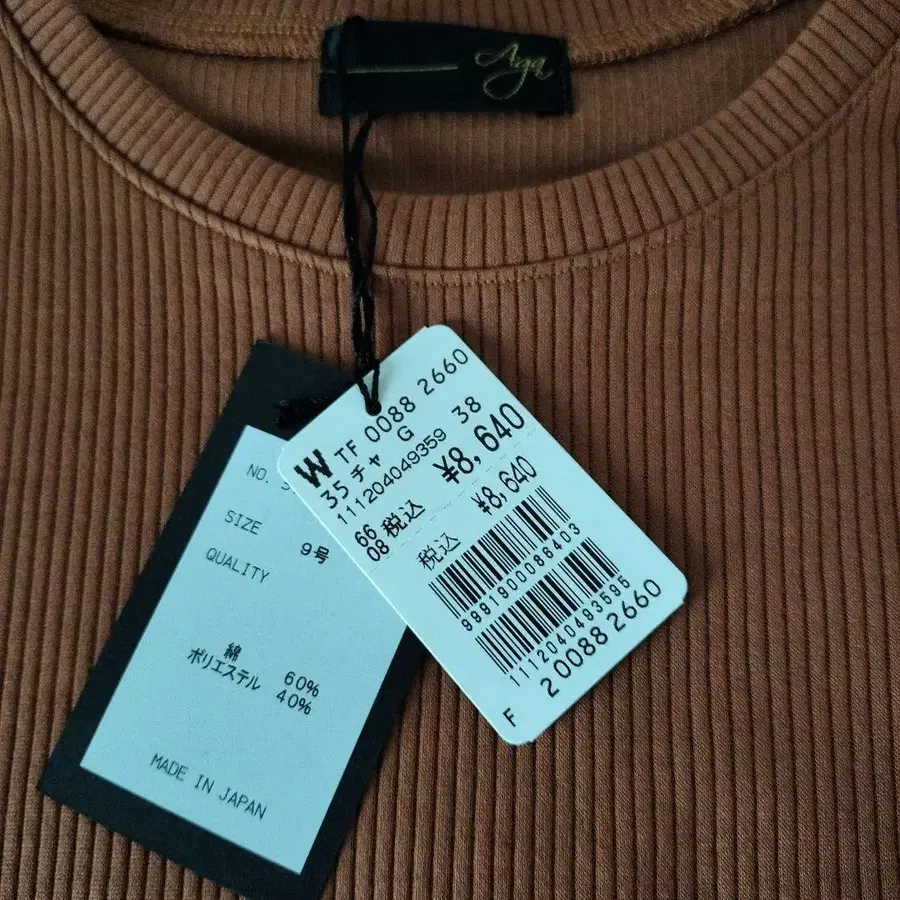 Aya
W TF 0088 2660
35 チャ G
111204049359 38
66
08 税込 ¥8,640
税込 ¥8,640
9991900086403
1112040493595
F 20088 2660
NO.
SIZE 9号
QUALITY
綿 60%
ポリエステル 40%
MADE IN JAPAN